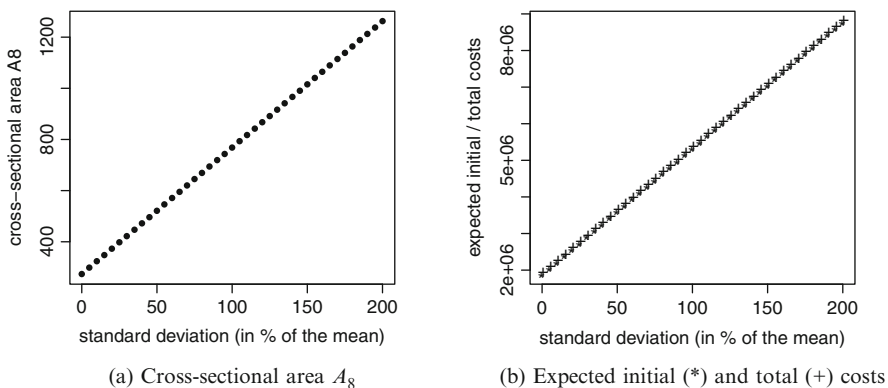 cross−sectional area A8
400
800
1200
0
50
100
150
200
standard deviation (in % of the mean)
(a) Cross-sectional area A₈
expected initial / total costs
2e+06
5e+06
8e+06
0
50
100
150
200
standard deviation (in % of the mean)
(b) Expected initial (*) and total (+) costs